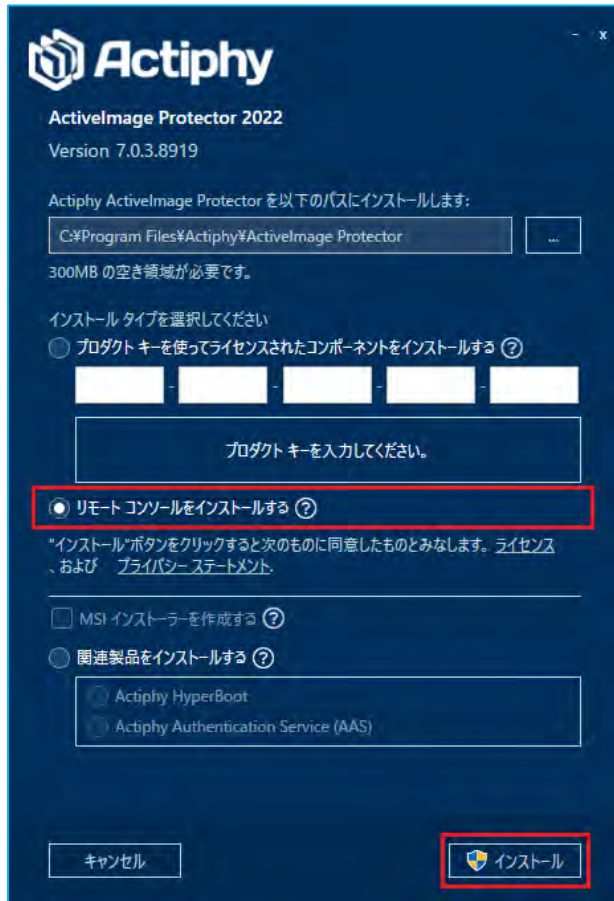 Actiphy
- x
ActiveImage Protector 2022
Version 7.0.3.8919
Actiphy ActiveImage Protector を以下のパスにインストールします:
C:¥Program Files¥Actiphy¥ActiveImage Protector
...
300MB の空き領域が必要です。
インストール タイプを選択してください
プロダクト キーを使ってライセンスされたコンポーネントをインストールする ?
- - - -
プロダクト キーを入力してください。
リモート コンソールをインストールする ?
"インストール"ボタンをクリックすると次のものに同意したものとみなします。 ライセンス
、および プライバシー ステートメント.
MSI インストーラーを作成する ?
関連製品をインストールする ?
Actiphy HyperBoot
Actiphy Authentication Service (AAS)
キャンセル
インストール